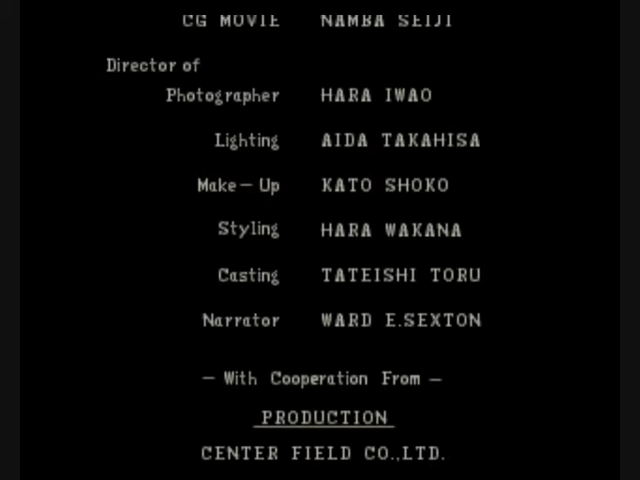 CG MOVIE NAMBA SEIJI
Director of
Photographer HARA IWAO
Lighting AIDA TAKAHISA
Make-Up KATO SHOKO
Styling HARA WAKANA
Casting TATEISHI TORU
Narrator WARD E.SEXTON
- With Cooperation From -
PRODUCTION
CENTER FIELD CO.,LTD.